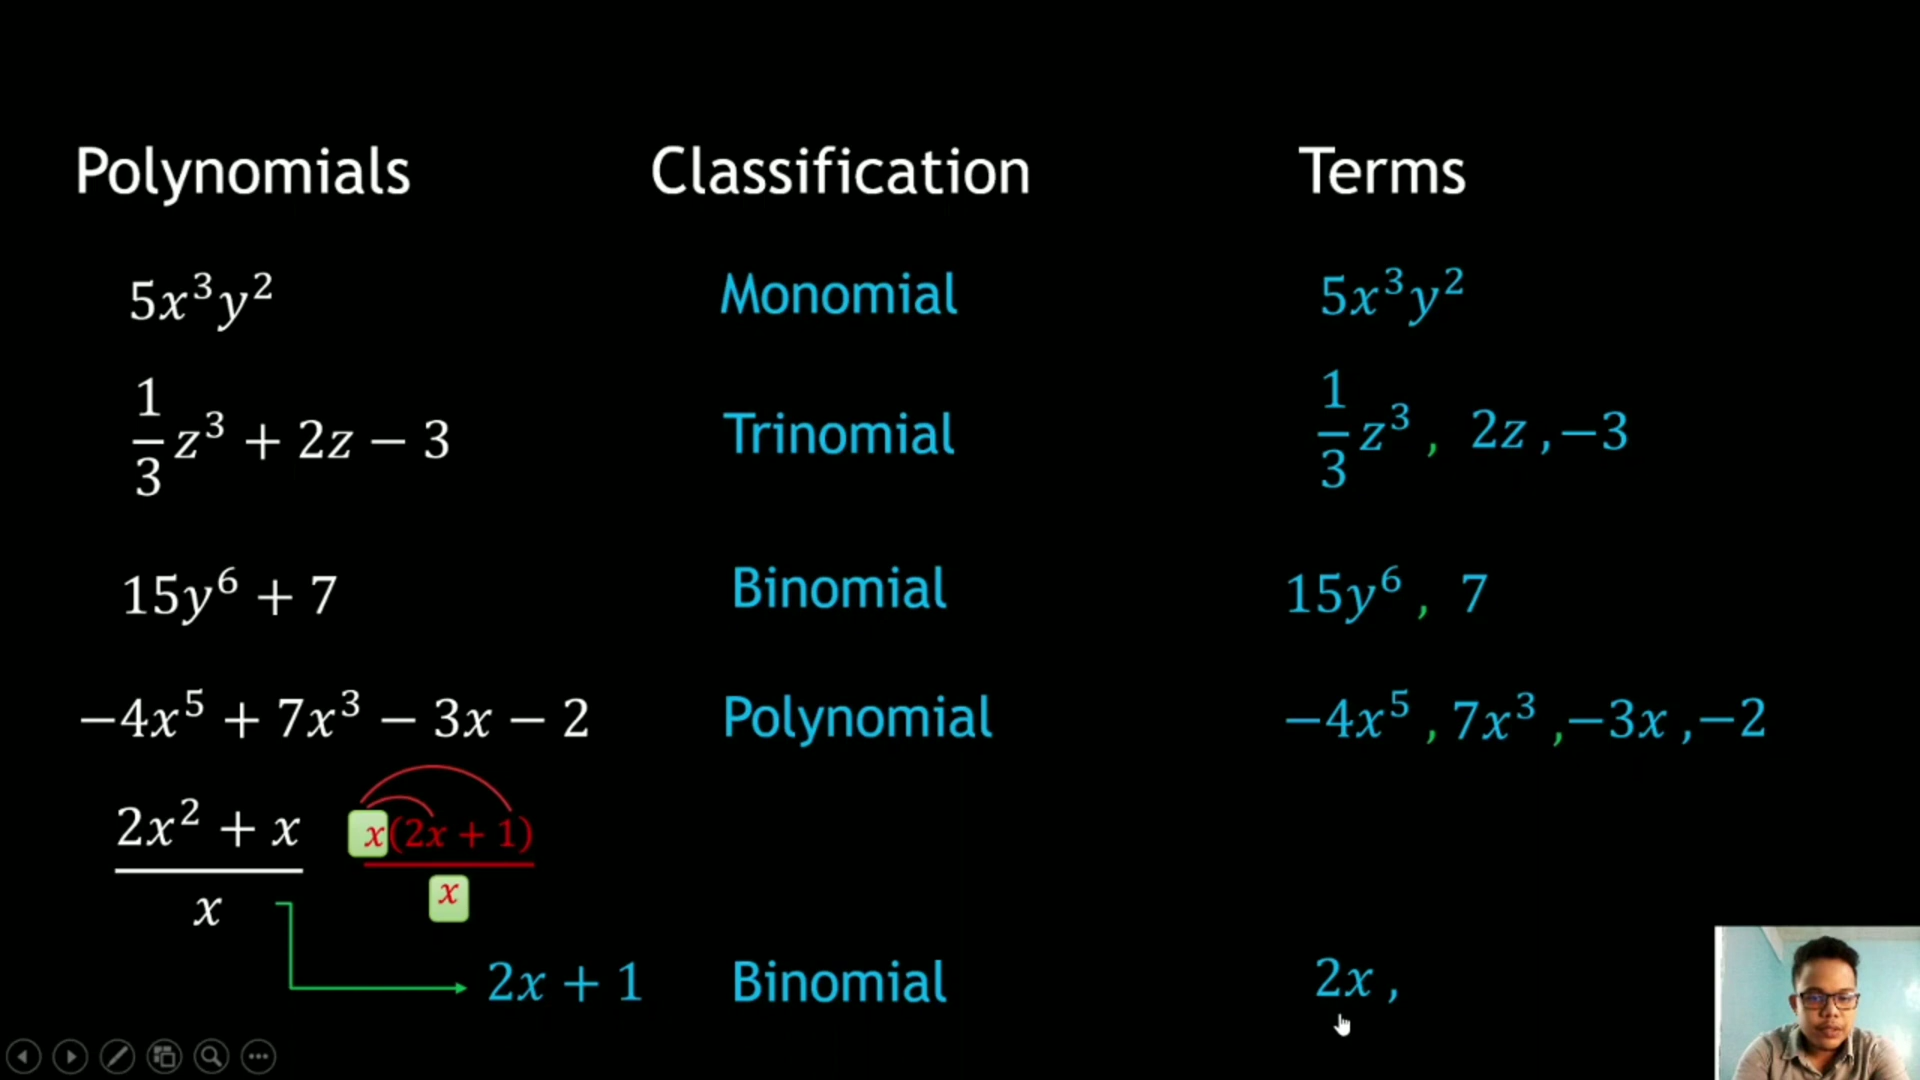 Polynomials Classification Terms
5x³y² Monomial 5x³y²
1/3 z³ + 2z − 3 Trinomial 1/3 z³ , 2z ,−3
15y⁶ + 7 Binomial 15y⁶ , 7
−4x⁵ + 7x³ − 3x − 2 Polynomial −4x⁵ , 7x³ ,−3x ,−2
2x² + x / x x(2x + 1) / x
2x + 1 Binomial 2x ,